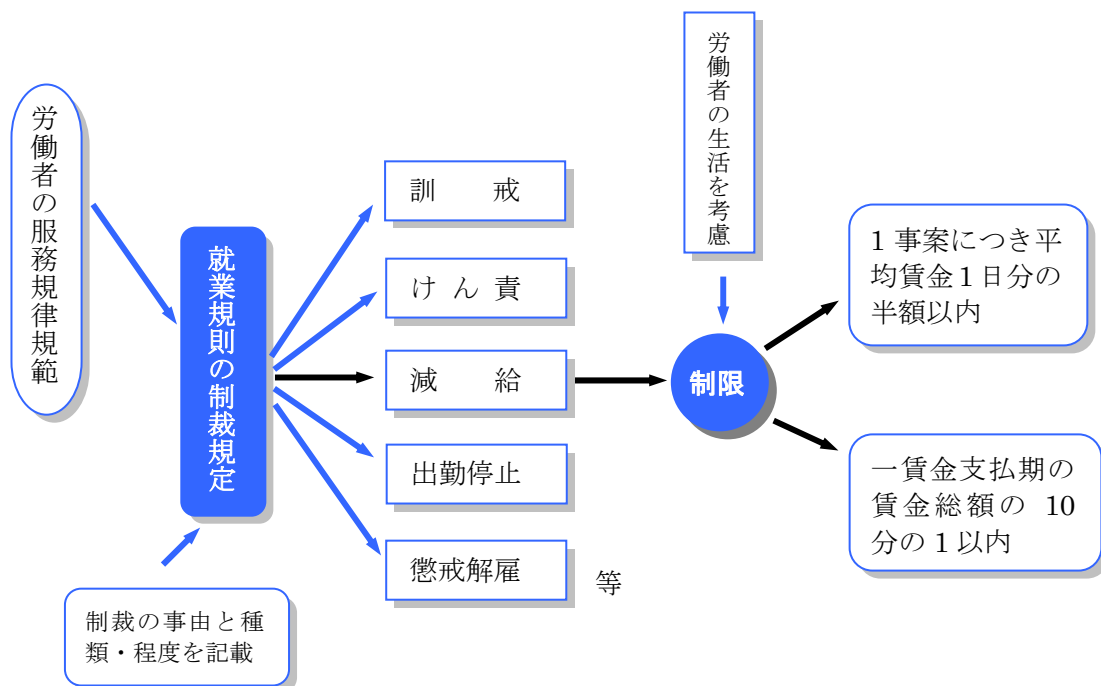 労働者の服務規律規範
就業規則の制裁規定
制裁の事由と種
類・程度を記載
訓戒
けん責
減給
出勤停止
懲戒解雇
等
労働者の生活を考慮
制限
1事案につき平
均賃金1日分の
半額以内
一賃金支払期の
賃金総額の 10
分の1以内